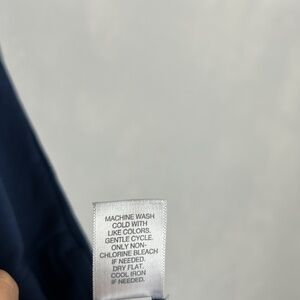 MACHINE WASH
COLD WITH
LIKE COLORS.
GENTLE CYCLE.
ONLY NON-
CHLORINE BLEACH
IF NEEDED.
DRY FLAT.
COOL IRON
IF NEEDED.